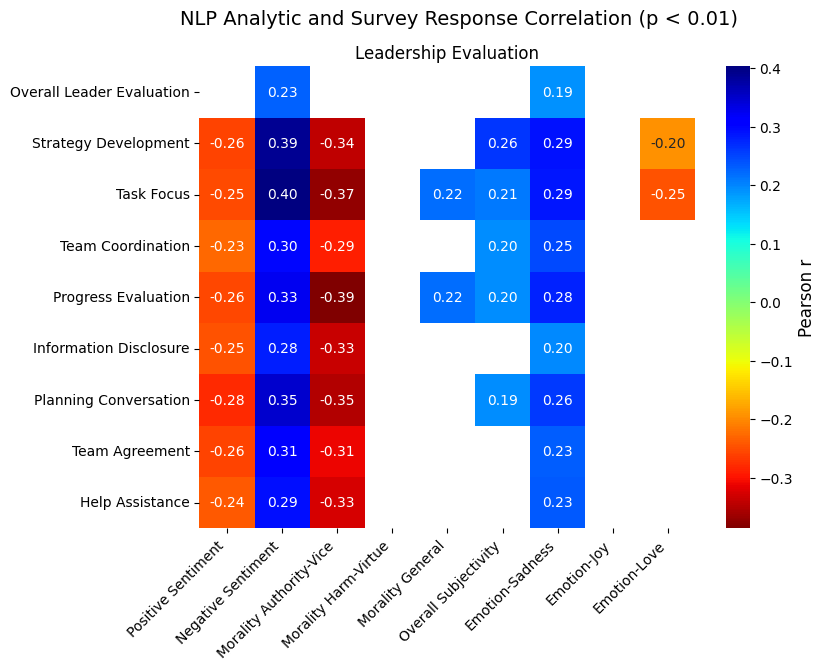 NLP Analytic and Survey Response Correlation (p < 0.01)
Leadership Evaluation
Overall Leader Evaluation 0.23 0.19
Strategy Development -0.26 0.39 -0.34 0.26 0.29 -0.20
Task Focus -0.25 0.40 -0.37 0.22 0.21 0.29 -0.25
Team Coordination -0.23 0.30 -0.29 0.20 0.25
Progress Evaluation -0.26 0.33 -0.39 0.22 0.20 0.28
Information Disclosure -0.25 0.28 -0.33 0.20
Planning Conversation -0.28 0.35 -0.35 0.19 0.26
Team Agreement -0.26 0.31 -0.31 0.23
Help Assistance -0.24 0.29 -0.33 0.23
Positive Sentiment
Negative Sentiment
Morality Authority-Vice
Morality Harm-Virtue
Morality General
Overall Subjectivity
Emotion-Sadness
Emotion-Joy
Emotion-Love
0.4
0.3
0.2
0.1
0.0
−0.1
−0.2
−0.3
Pearson r